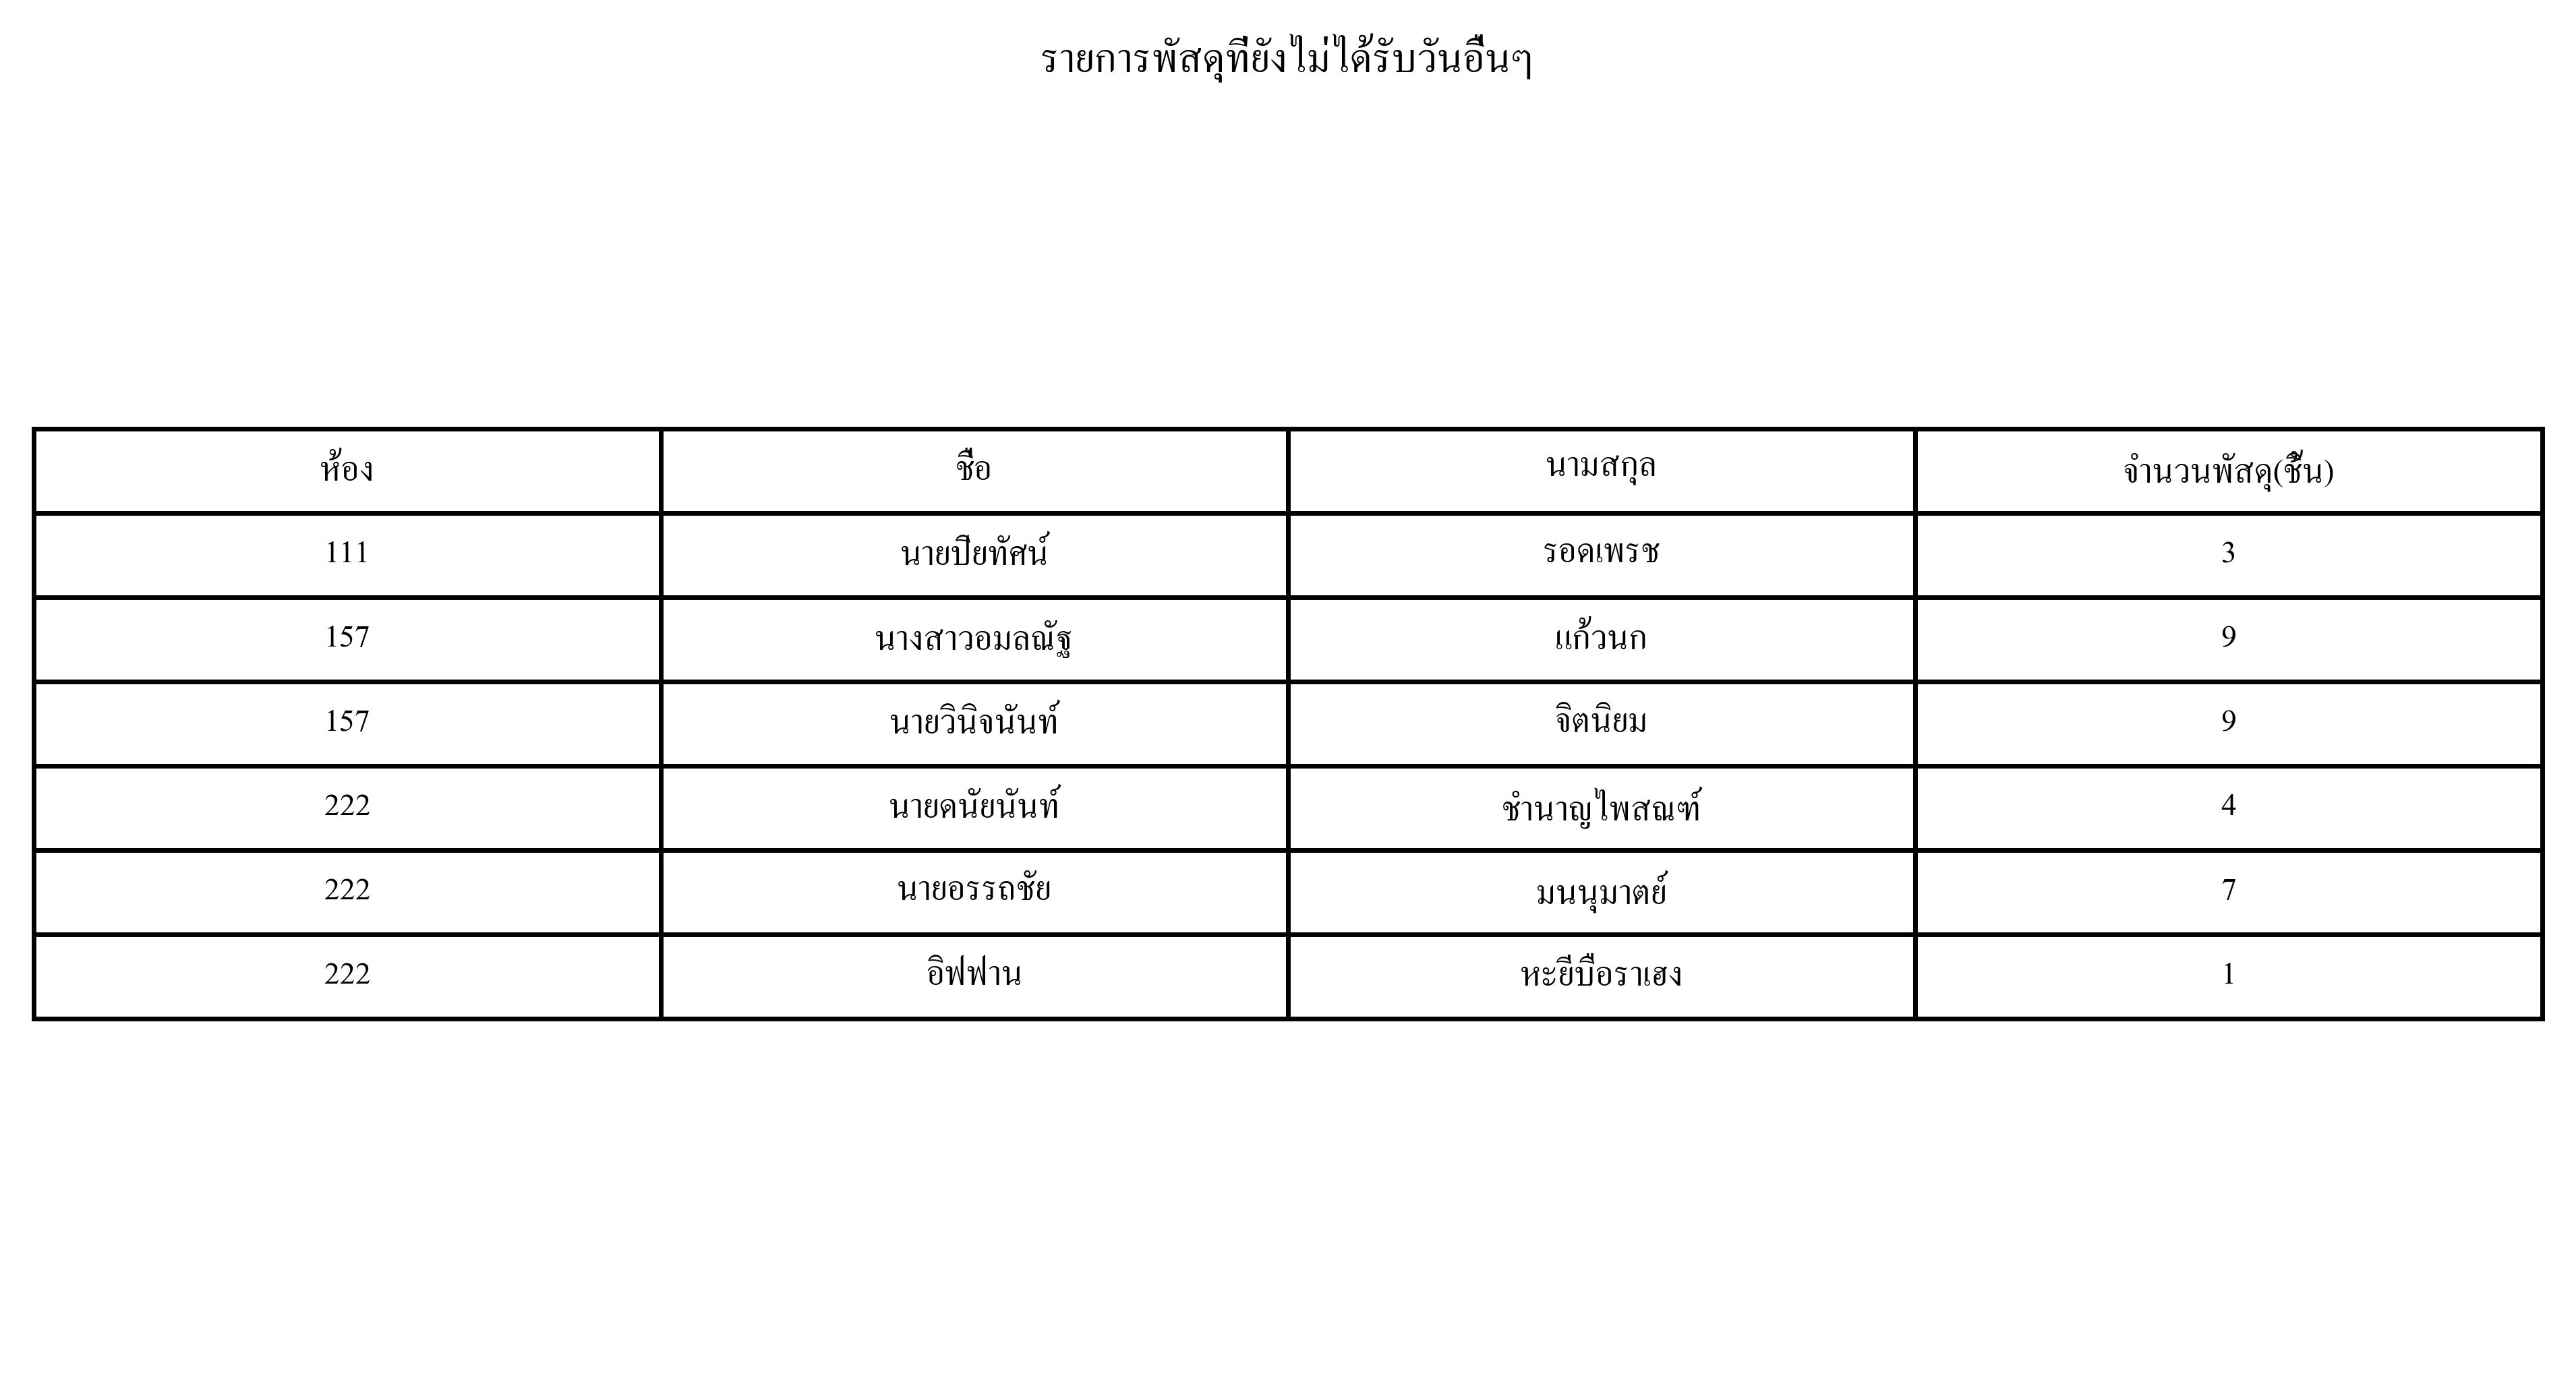 รายการพัสดุที่ยังไม่ได้รับวันอื่นๆ
ห้อง ชื่อ นามสกุล จำนวนพัสดุ(ชิ้น)
111 นายปิยทัศน์ รอดเพรช 3
157 นางสาวอมลณัฐ แก้วนก 9
157 นายวินิจนันท์ จิตนิยม 9
222 นายดนัยนันท์ ชำนาญไพสณฑ์ 4
222 นายอรรถชัย มนนุมาตย์ 7
222 อิฟฟาน หะยีบือราเฮง 1